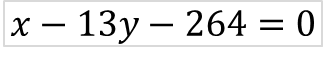 x − 13y − 264 = 0